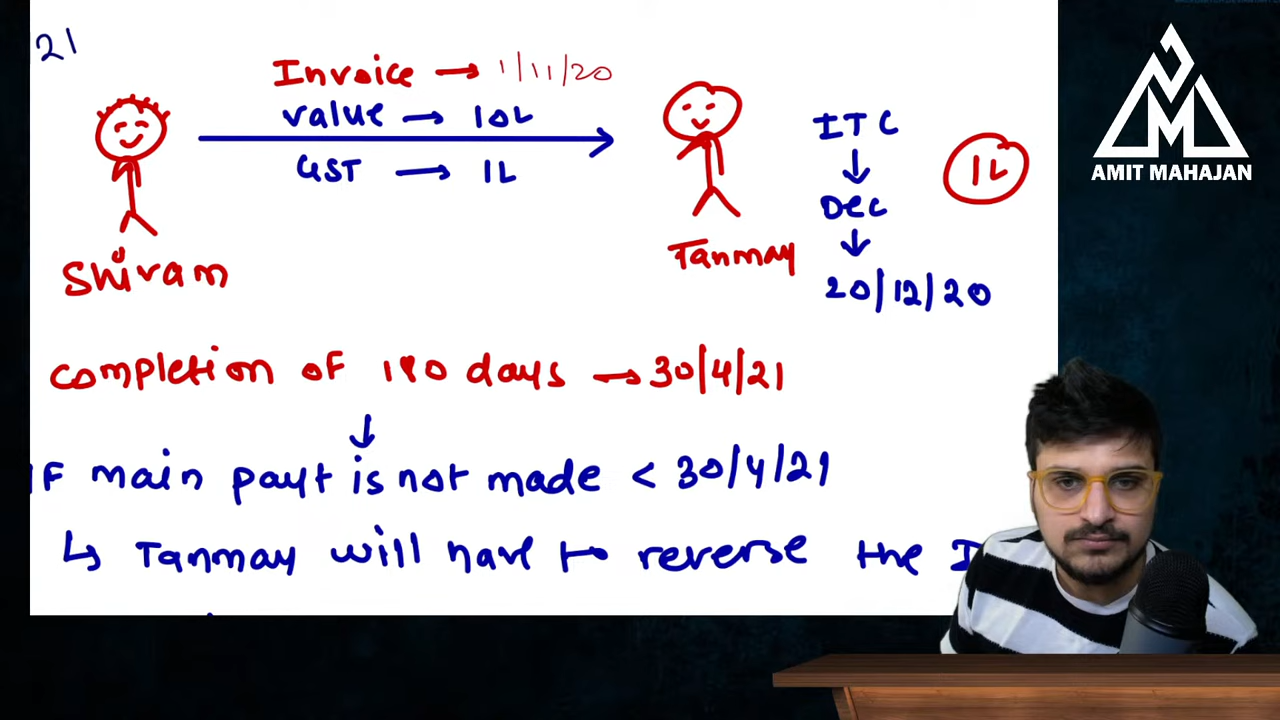 21
Invoice → 1/11/20
value → 10L
GST → 1L
Shivam
Tanmay
ITC
↓
Dec
↓
20/12/20
1L
AMIT MAHAJAN
completion of 180 days → 30/4/21
↓
IF main payt is not made < 30/4/21
↳ Tanmay will have to reverse the